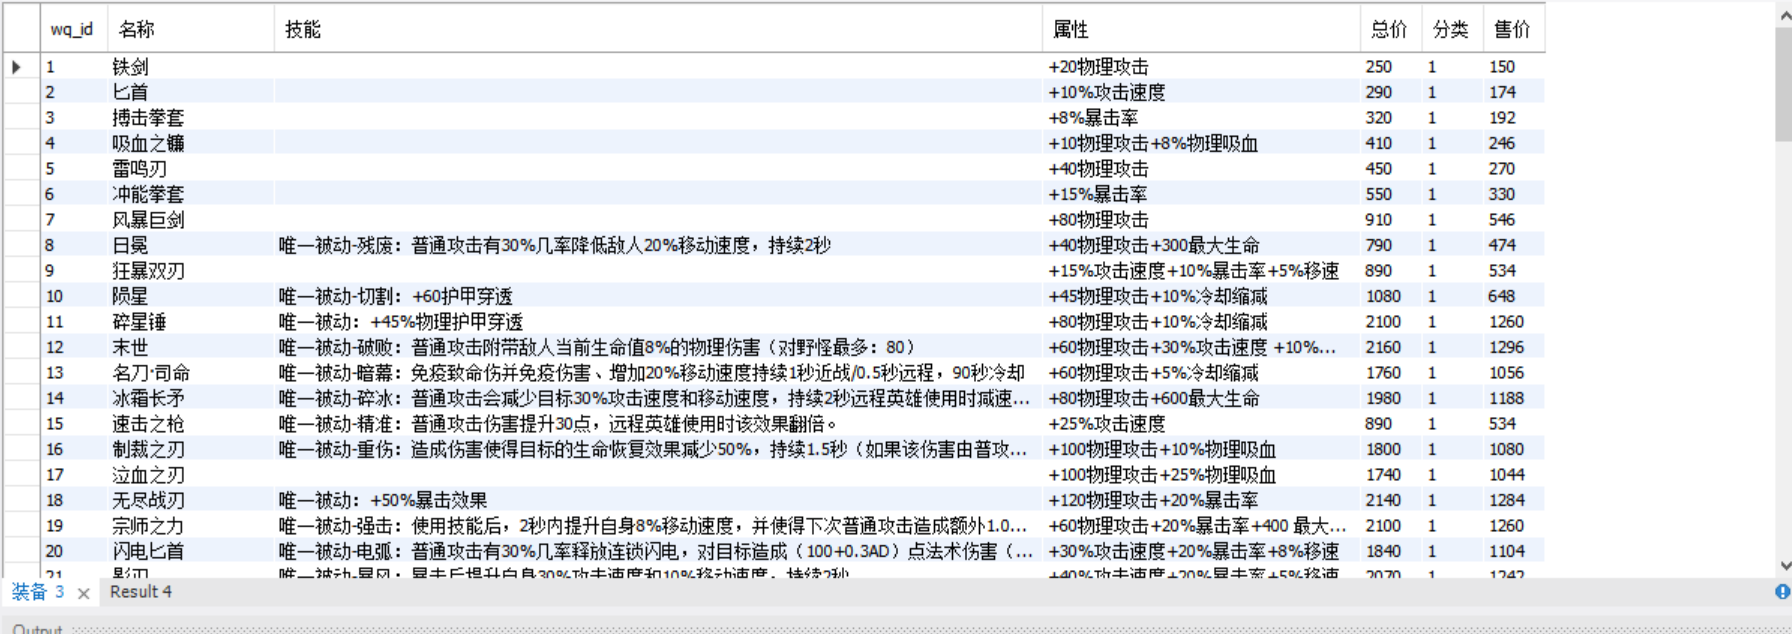 wq_id 名称 技能 属性 总价 分类 售价
1 铁剑 +20物理攻击 250 1 150
2 匕首 +10%攻击速度 290 1 174
3 搏击拳套 +8%暴击率 320 1 192
4 吸血之镰 +10物理攻击+8%物理吸血 410 1 246
5 雷鸣刃 +40物理攻击 450 1 270
6 冲能拳套 +15%暴击率 550 1 330
7 风暴巨剑 +80物理攻击 910 1 546
8 日冕 唯一被动-残废：普通攻击有30%几率降低敌人20%移动速度，持续2秒 +40物理攻击+300最大生命 790 1 474
9 狂暴双刃 +15%攻击速度+10%暴击率+5%移速 890 1 534
10 陨星 唯一被动-切割：+60护甲穿透 +45物理攻击+10%冷却缩减 1080 1 648
11 碎星锤 唯一被动：+45%物理护甲穿透 +80物理攻击+10%冷却缩减 2100 1 1260
12 末世 唯一被动-破败：普通攻击附带敌人当前生命值8%的物理伤害（对野怪最多：80） +60物理攻击+30%攻击速度 +10%... 2160 1 1296
13 名刀·司命 唯一被动-暗幕：免疫致命伤并免疫伤害、增加20%移动速度持续1秒近战/0.5秒远程，90秒冷却 +60物理攻击+5%冷却缩减 1760 1 1056
14 冰霜长矛 唯一被动-碎冰：普通攻击会减少目标30%攻击速度和移动速度，持续2秒远程英雄使用时减速... +80物理攻击+600最大生命 1980 1 1188
15 速击之枪 唯一被动-精准：普通攻击伤害提升30点，远程英雄使用时该效果翻倍。 +25%攻击速度 890 1 534
16 制裁之刃 唯一被动-重伤：造成伤害使得目标的生命恢复效果减少50%，持续1.5秒（如果该伤害由普攻... +100物理攻击+10%物理吸血 1800 1 1080
17 泣血之刃 +100物理攻击+25%物理吸血 1740 1 1044
18 无尽战刃 唯一被动：+50%暴击效果 +120物理攻击+20%暴击率 2140 1 1284
19 宗师之力 唯一被动-强击：使用技能后，2秒内提升自身8%移动速度，并使得下次普通攻击造成额外1.0... +60物理攻击+20%暴击率+400 最大... 2100 1 1260
20 闪电匕首 唯一被动-电弧：普通攻击有30%几率释放连锁闪电，对目标造成（100+0.3AD）点法术伤害（... +30%攻击速度+20%暴击率+8%移速 1840 1 1104
21 影刃 唯一被动-暴风：暴击后提升自身30%攻击速度和10%移动速度，持续2秒 +40%攻击速度+20%暴击率+5%移速 2070 1 1242
装备 3 × Result 4
Output